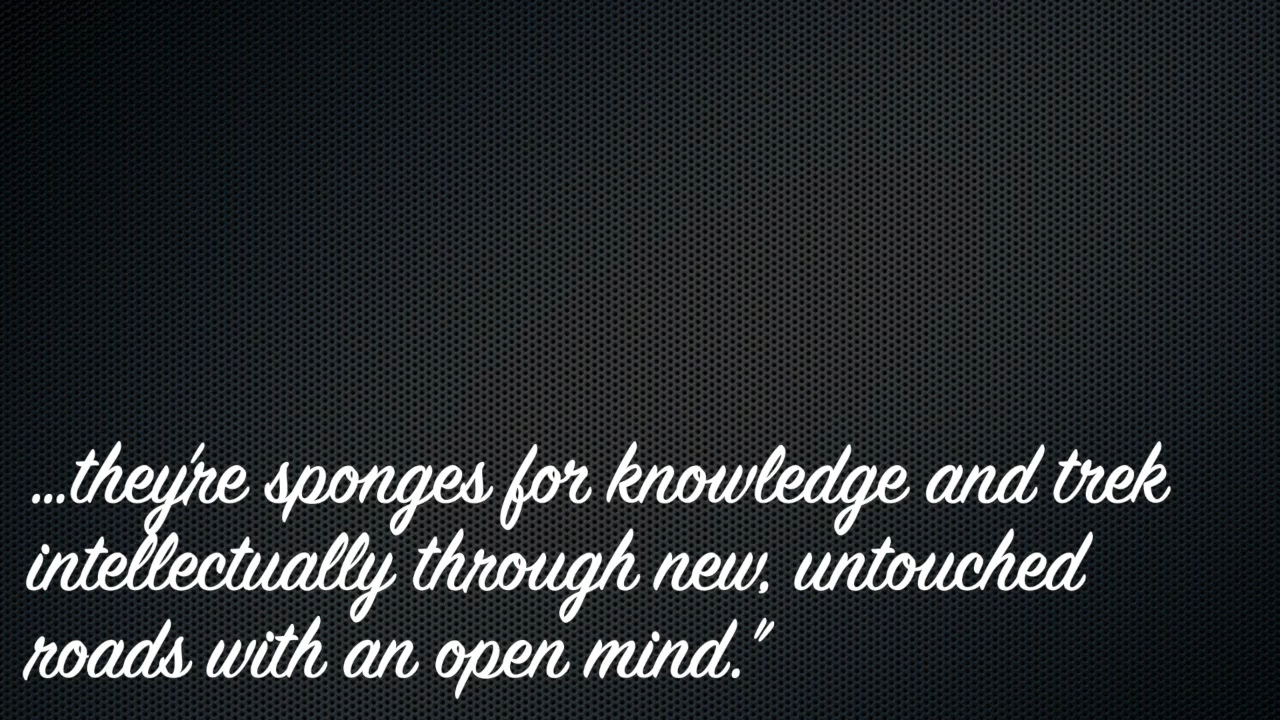 ...they're sponges for knowledge and trek
intellectually through new, untouched
roads with an open mind."